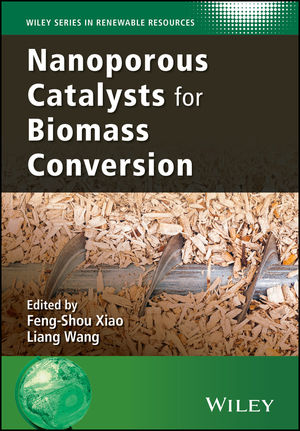 WILEY SERIES IN RENEWABLE RESOURCES
Nanoporous
Catalysts for
Biomass
Conversion
Edited by
Feng-Shou Xiao
Liang Wang
WILEY